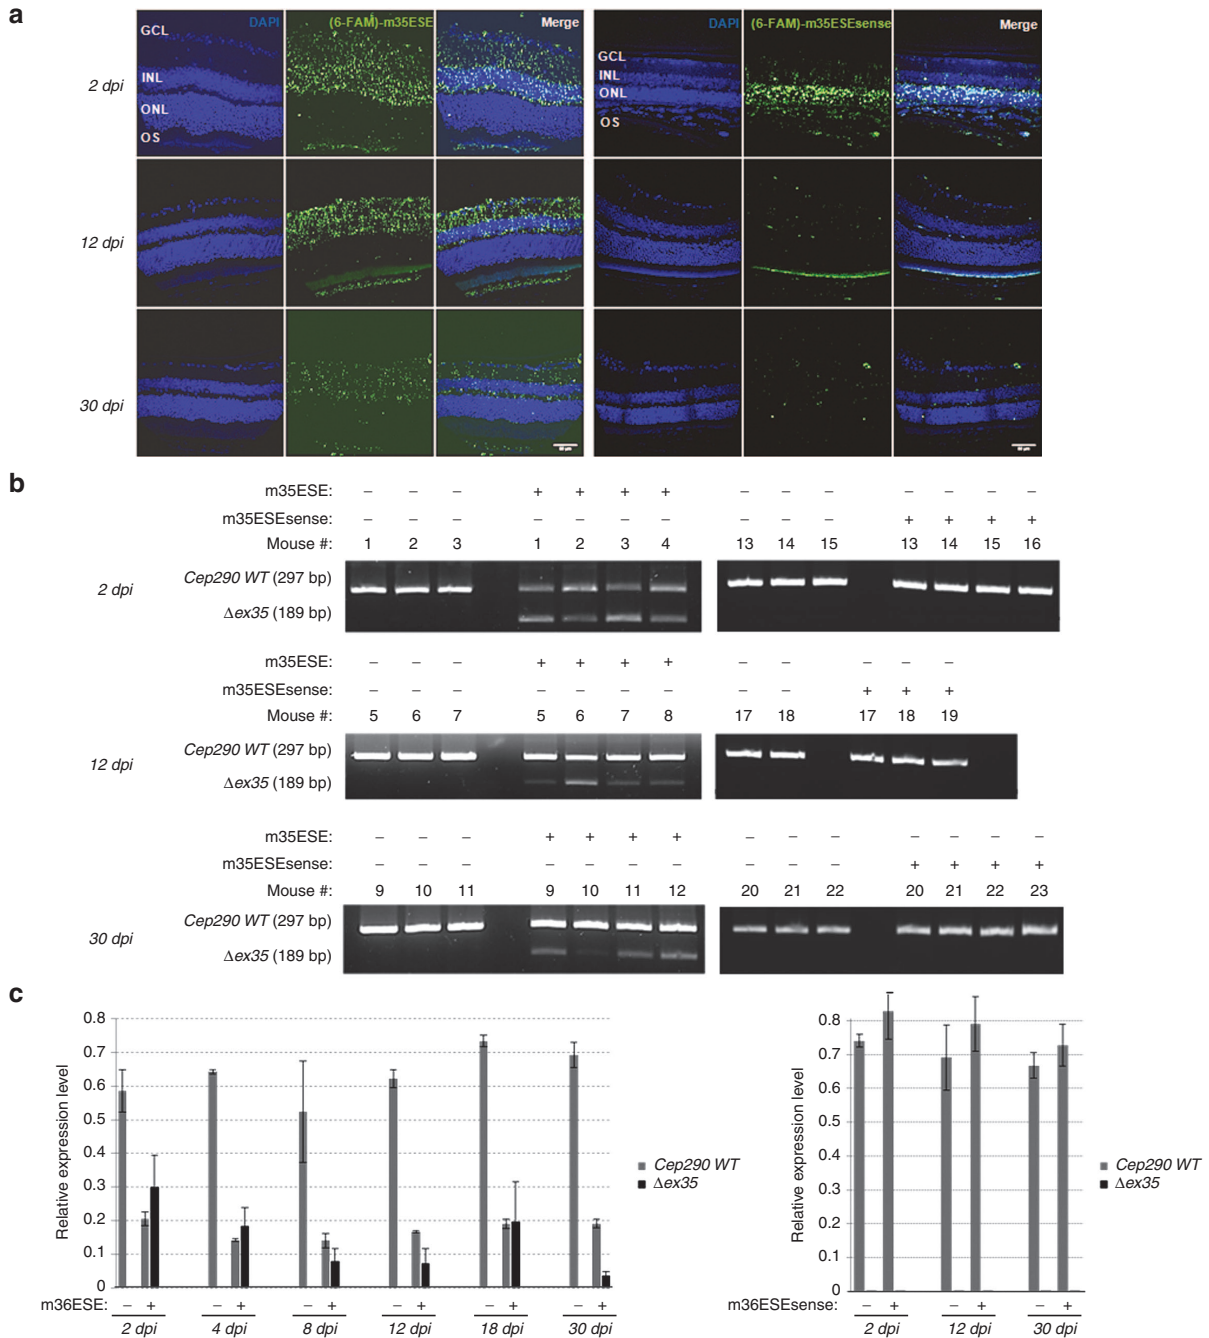 a
DAPI (6-FAM)-m35ESE Merge DAPI (6-FAM)-m35ESEsense Merge
GCL
INL
ONL
OS
GCL
INL
ONL
OS
2 dpi
12 dpi
30 dpi
b
m35ESE: – – – + + + + – – – – – – –
m35ESEsense: – – – – – – – – – – + + + +
Mouse #: 1 2 3 1 2 3 4 13 14 15 13 14 15 16
2 dpi
Cep290 WT (297 bp)
Δex35 (189 bp)
m35ESE: – – – + + + + – – – – –
m35ESEsense: – – – – – – – – – + + +
Mouse #: 5 6 7 5 6 7 8 17 18 17 18 19
12 dpi
Cep290 WT (297 bp)
Δex35 (189 bp)
m35ESE: – – – + + + + – – – – – – –
m35ESEsense: – – – – – – – – – – + + + +
Mouse #: 9 10 11 9 10 11 12 20 21 22 20 21 22 23
30 dpi
Cep290 WT (297 bp)
Δex35 (189 bp)
c
Relative expression level
0.8
0.7
0.6
0.5
0.4
0.3
0.2
0.1
0
Cep290 WT
Δex35
m36ESE: – + – + – + – + – + – +
2 dpi 4 dpi 8 dpi 12 dpi 18 dpi 30 dpi
Relative expression level
0.8
0.7
0.6
0.5
0.4
0.3
0.2
0.1
0
Cep290 WT
Δex35
m36ESEsense: – + – + – +
2 dpi 12 dpi 30 dpi